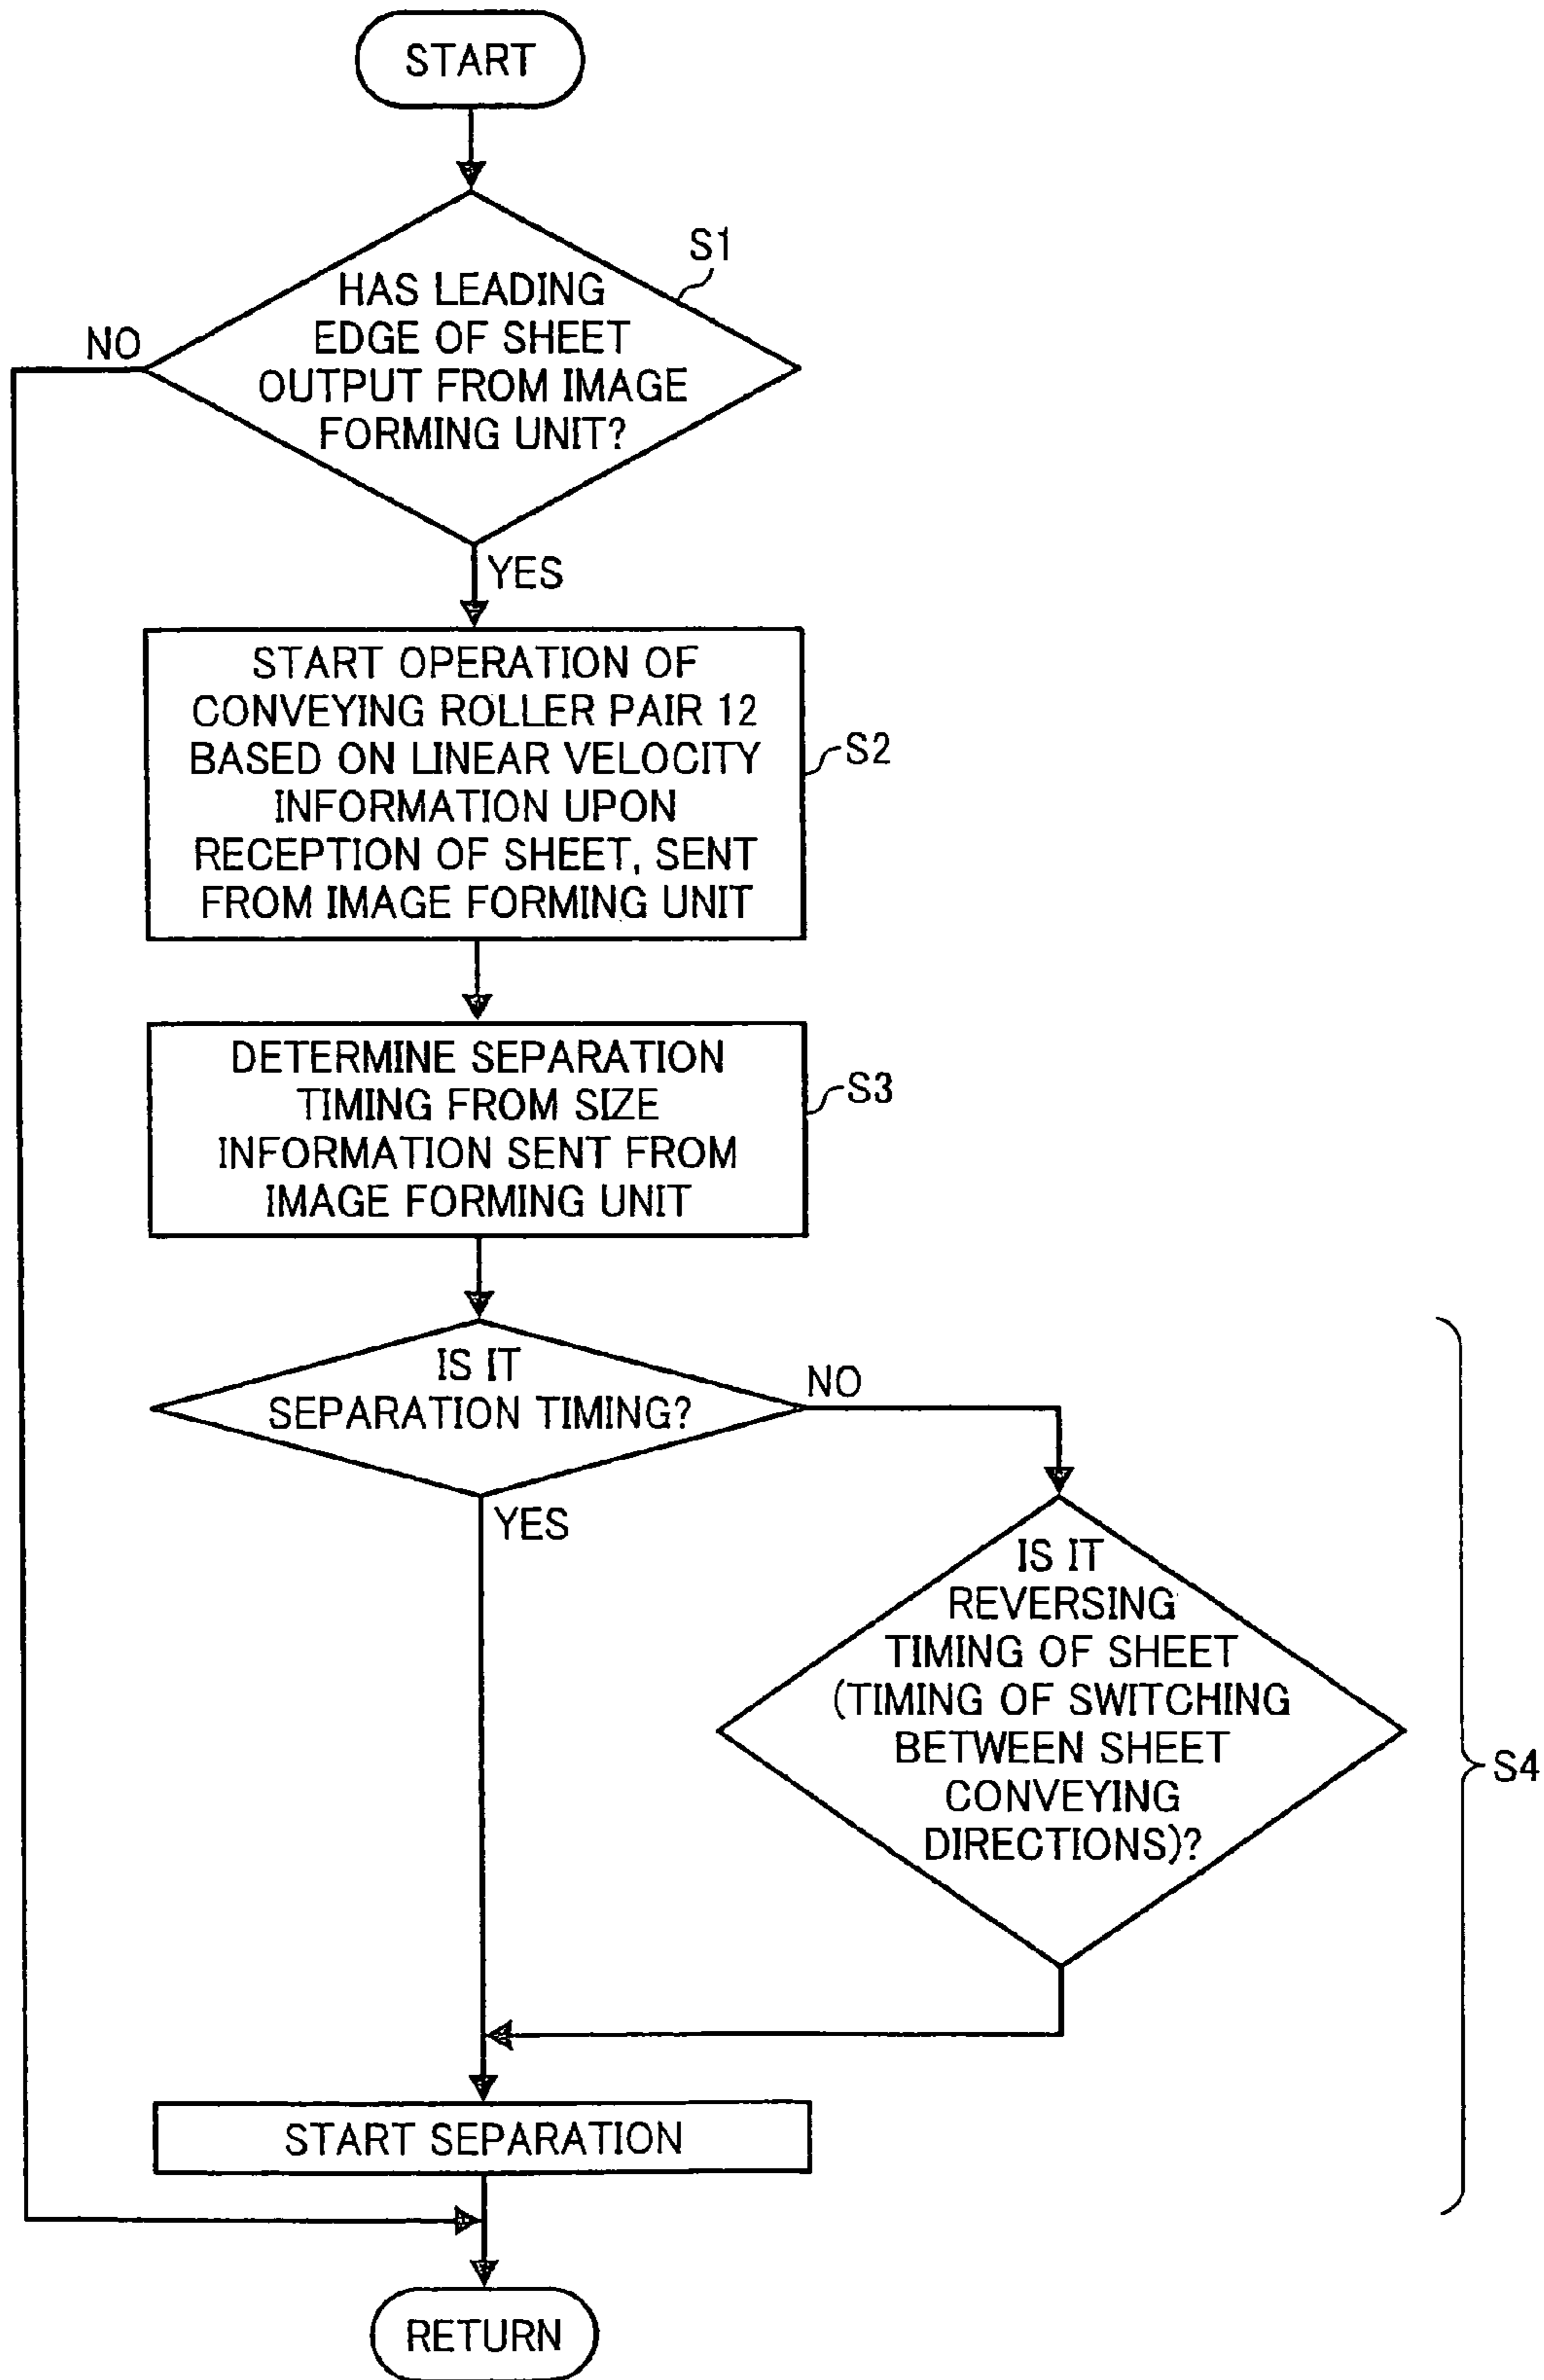 START
S1
HAS LEADING
EDGE OF SHEET
OUTPUT FROM IMAGE
FORMING UNIT?
NO
YES
START OPERATION OF
CONVEYING ROLLER PAIR 12
BASED ON LINEAR VELOCITY
INFORMATION UPON
RECEPTION OF SHEET, SENT
FROM IMAGE FORMING UNIT
S2
DETERMINE SEPARATION
TIMING FROM SIZE
INFORMATION SENT FROM
IMAGE FORMING UNIT
S3
IS IT
SEPARATION TIMING?
NO
YES
IS IT
REVERSING
TIMING OF SHEET
(TIMING OF SWITCHING
BETWEEN SHEET
CONVEYING
DIRECTIONS)?
S4
START SEPARATION
RETURN